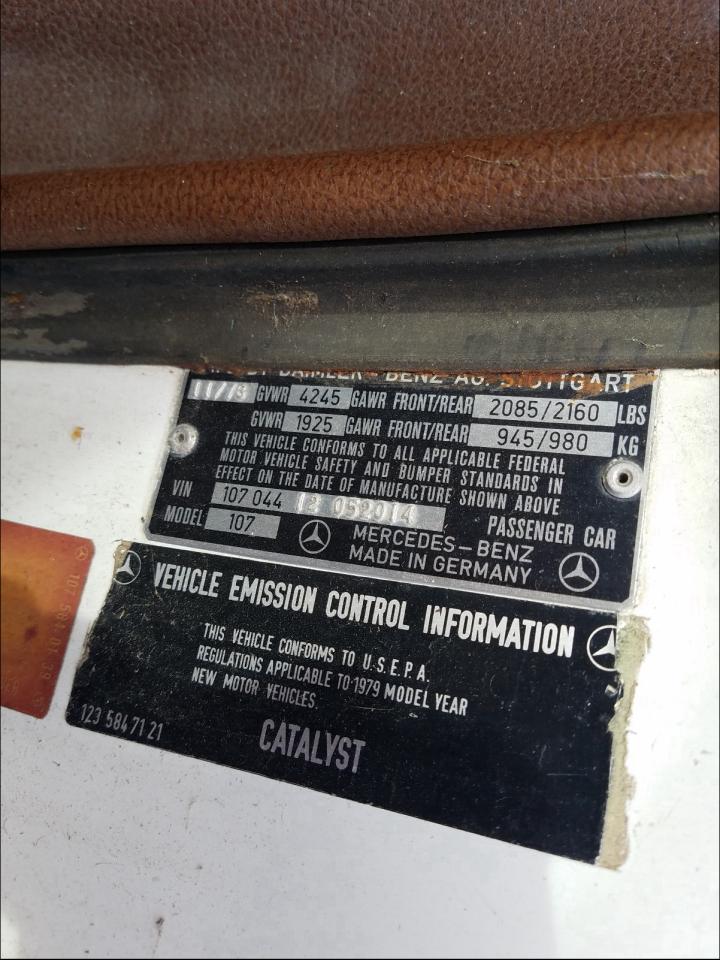 DAIMLER - BENZ AG. STUTTGART
11/78 GVWR 4245 GAWR FRONT/REAR 2085/2160 LBS
GVWR 1925 GAWR FRONT/REAR 945/980 KG
THIS VEHICLE CONFORMS TO ALL APPLICABLE FEDERAL
MOTOR VEHICLE SAFETY AND BUMPER STANDARDS IN
EFFECT ON THE DATE OF MANUFACTURE SHOWN ABOVE
VIN 107 044 12 052014 PASSENGER CAR
MODEL 107 MERCEDES-BENZ
MADE IN GERMANY
VEHICLE EMISSION CONTROL INFORMATION
THIS VEHICLE CONFORMS TO U.S.E.P.A.
REGULATIONS APPLICABLE TO 1979 MODEL YEAR
NEW MOTOR VEHICLES.
123 584 71 21
CATALYST
107 584 01 39